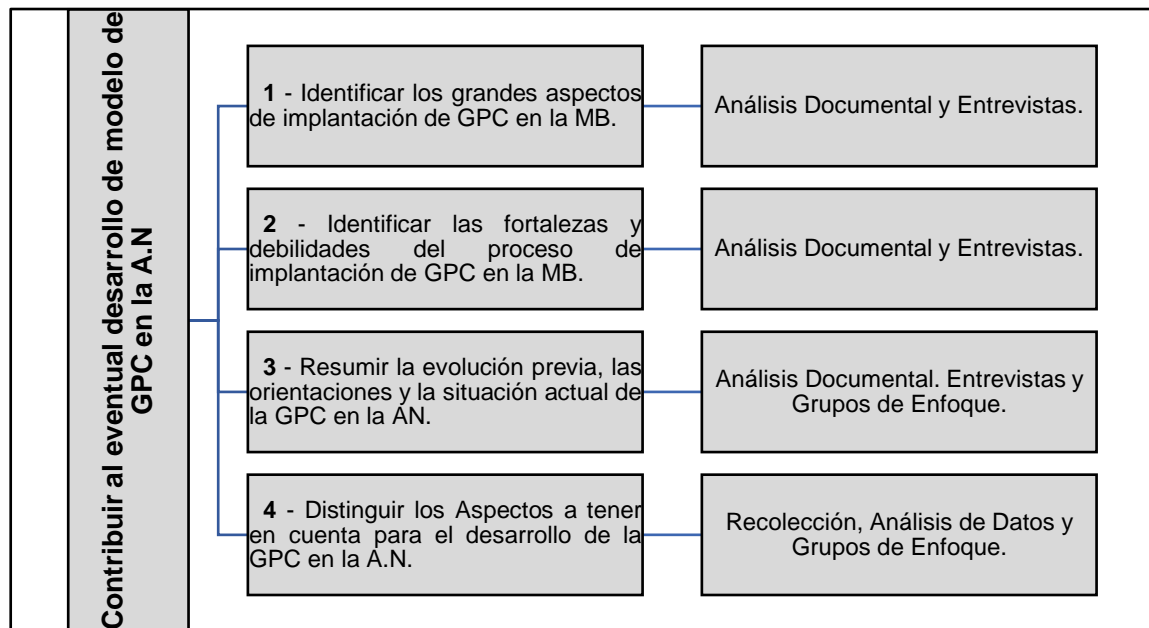 Contribuir al eventual desarrollo de modelo de
GPC en la A.N
1 - Identificar los grandes aspectos
de implantación de GPC en la MB.
Análisis Documental y Entrevistas.
2 - Identificar las fortalezas y
debilidades del proceso de
implantación de GPC en la MB.
Análisis Documental y Entrevistas.
3 - Resumir la evolución previa, las
orientaciones y la situación actual de
la GPC en la AN.
Análisis Documental. Entrevistas y
Grupos de Enfoque.
4 - Distinguir los Aspectos a tener
en cuenta para el desarrollo de la
GPC en la A.N.
Recolección, Análisis de Datos y
Grupos de Enfoque.